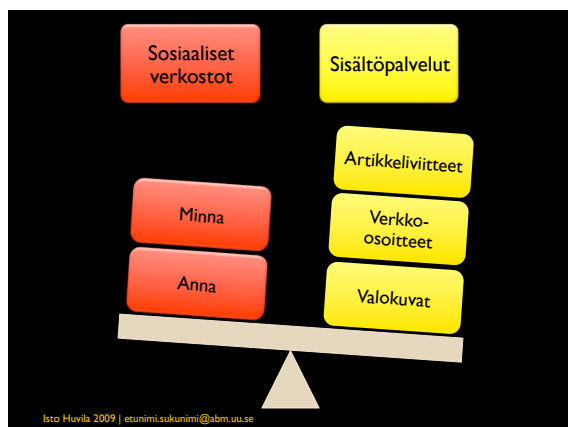 Sosiaaliset
verkostot
Sisältöpalvelut
Artikkeliviitteet
Minna
Verkko-
osoitteet
Anna
Valokuvat
Isto Huvila 2009 | etunimi.sukunimi@abm.uu.se